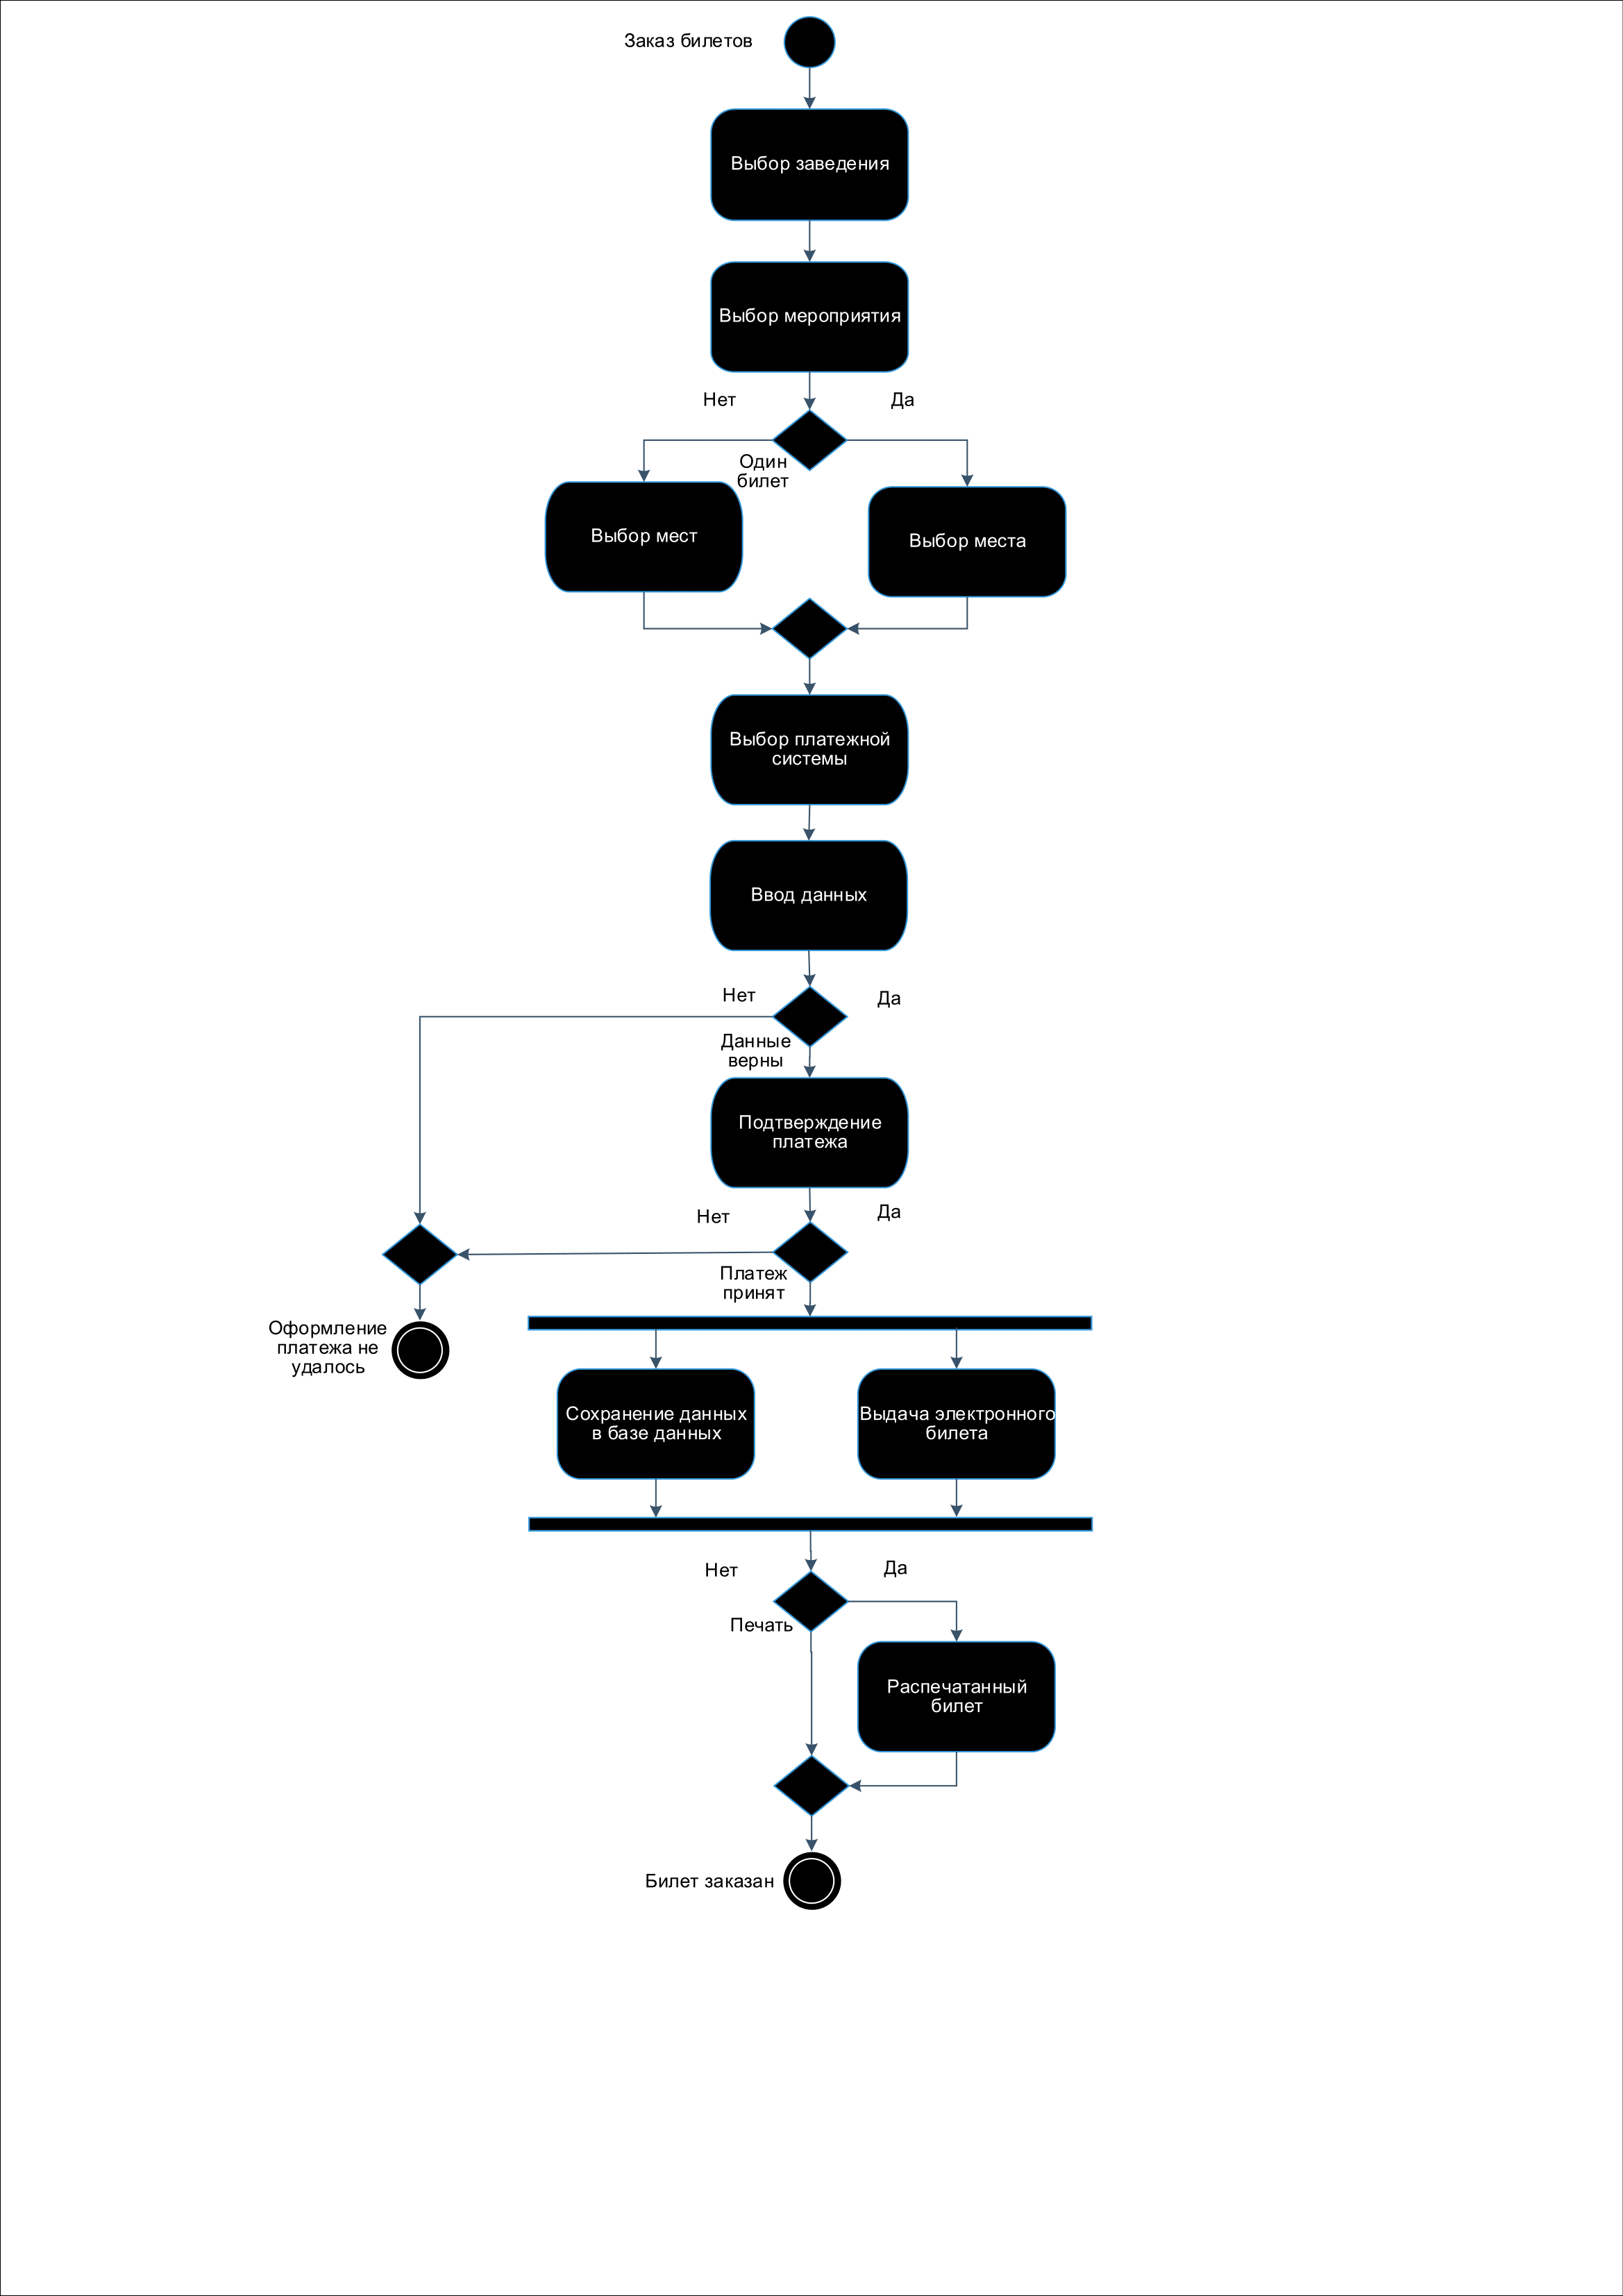 Заказ билетов
Выбор заведения
Выбор мероприятия
Нет
Да
Один
билет
Выбор мест
Выбор места
Выбор платежной
системы
Ввод данных
Нет
Да
Данные
верны
Подтверждение
платежа
Нет
Да
Платеж
принят
Оформление
платежа не
удалось
Сохранение данных
в базе данных
Выдача электронного
билета
Нет
Да
Печать
Распечатанный
билет
Билет заказан